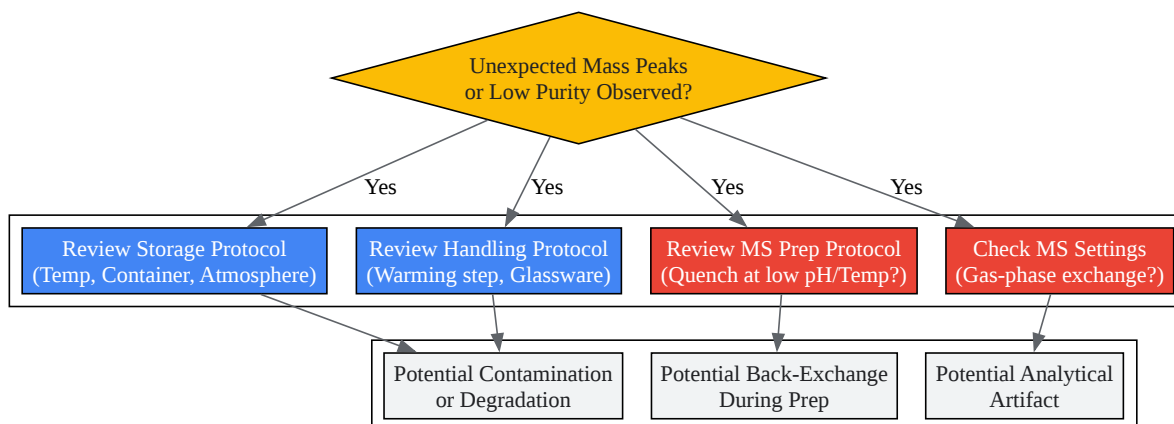 Unexpected Mass Peaks
or Low Purity Observed?
Yes
Yes
Yes
Yes
Review Storage Protocol
(Temp, Container, Atmosphere)
Review Handling Protocol
(Warming step, Glassware)
Review MS Prep Protocol
(Quench at low pH/Temp?)
Check MS Settings
(Gas-phase exchange?)
Potential Contamination
or Degradation
Potential Back-Exchange
During Prep
Potential Analytical
Artifact